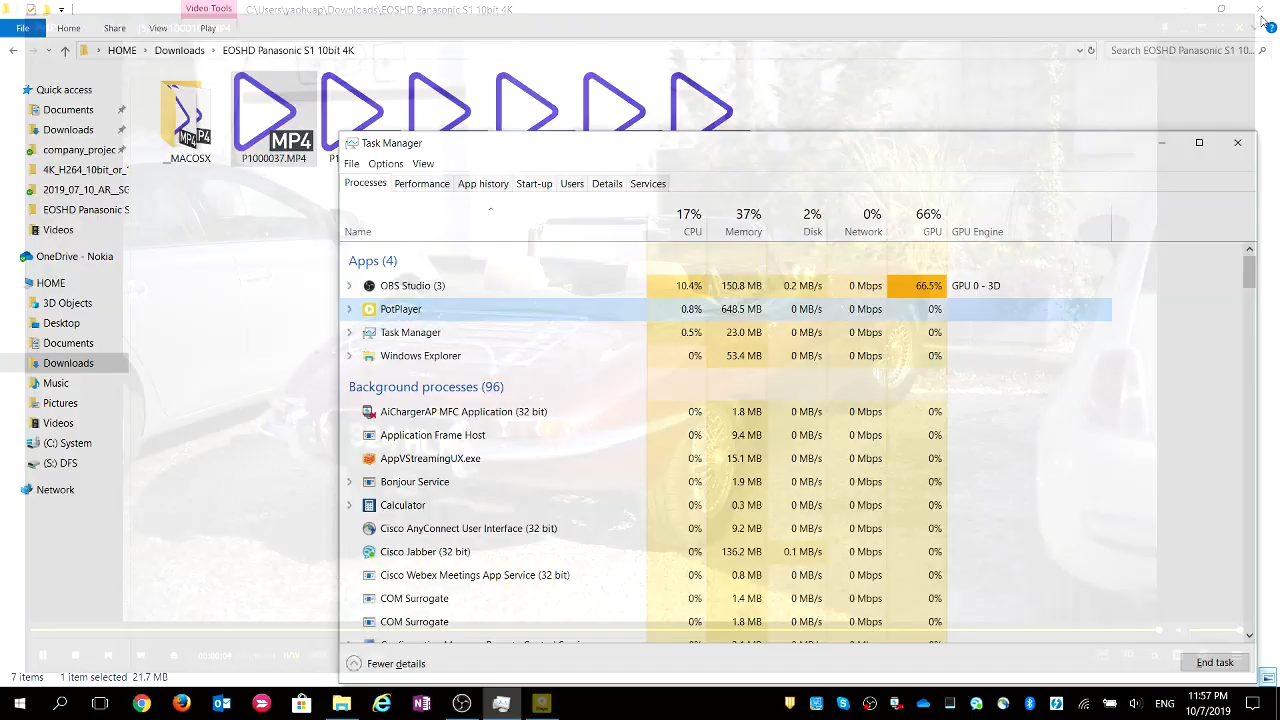 Video Tools
C:\Users\yaohuap\Downloads\EOSHD Panasonic S1 10bit 4K
File Home Share View Play
HOME Downloads EOSHD Panasonic S1 10bit 4K
Search EOSHD Panasonic S1 10...
Quick access
Documents
Downloads
company_projec
4K_H264_10bit_or_
2019_07_10_AR_SG
EOSHD Panasonic S
Videos
OneDrive - Nokia
HOME
3D Objects
Desktop
Documents
Downloads
Music
Pictures
Videos
(C:) System
(S:) DFS
Network
MP4
_MACOSX
MP4
P1000037.MP4
Task Manager
File Options View
Processes Performance App history Start-up Users Details Services
17% 37% 2% 0% 66%
Name CPU Memory Disk Network GPU GPU Engine
Apps (4)
OBS Studio (3) 10.4% 150.8 MB 0.2 MB/s 0 Mbps 66.5% GPU 0 - 3D
PotPlayer 0.8% 648.5 MB 0 MB/s 0 Mbps 0%
Task Manager 0.5% 23.0 MB 0 MB/s 0 Mbps 0%
Windows Explorer 0% 53.4 MB 0 MB/s 0 Mbps 0%
Background processes (96)
AiChargerAP MFC Application (32 bit) 0% 1.8 MB 0 MB/s 0 Mbps 0%
Application Frame Host 0% 9.4 MB 0 MB/s 0 Mbps 0%
AppVStreamingUX.exe 0% 15.1 MB 0 MB/s 0 Mbps 0%
Bonjour Service 0% 1.9 MB 0 MB/s 0 Mbps 0%
Calculator 0% 0.3 MB 0 MB/s 0 Mbps 0%
Cisco AnyConnect User Interface (32 bit) 0% 9.2 MB 0 MB/s 0 Mbps 0%
Cisco Jabber (32 bit) 0% 136.2 MB 0.1 MB/s 0 Mbps 0%
Cisco Webex Meetings App Service (32 bit) 0% 0.8 MB 0 MB/s 0 Mbps 0%
COM Surrogate 0% 1.4 MB 0 MB/s 0 Mbps 0%
COM Surrogate 0% 1.8 MB 0 MB/s 0 Mbps 0%
00:00:04
H/W
Fewer details
End task
7 items 1 item selected 21.7 MB
11:57 PM
10/7/2019